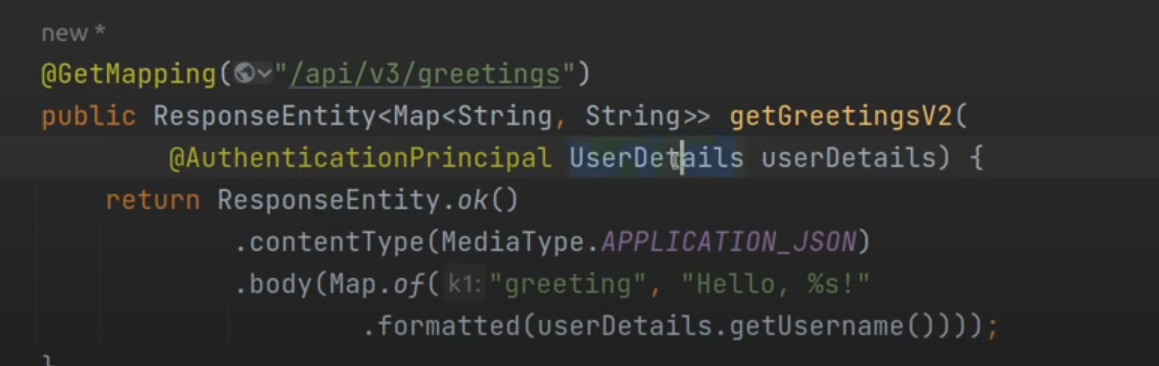 new *
@GetMapping("/api/v3/greetings")
public ResponseEntity<Map<String, String>> getGreetingsV2(
@AuthenticationPrincipal UserDetails userDetails) {
return ResponseEntity.ok()
.contentType(MediaType.APPLICATION_JSON)
.body(Map.of( k1: "greeting", "Hello, %s!"
.formatted(userDetails.getUsername())));
}